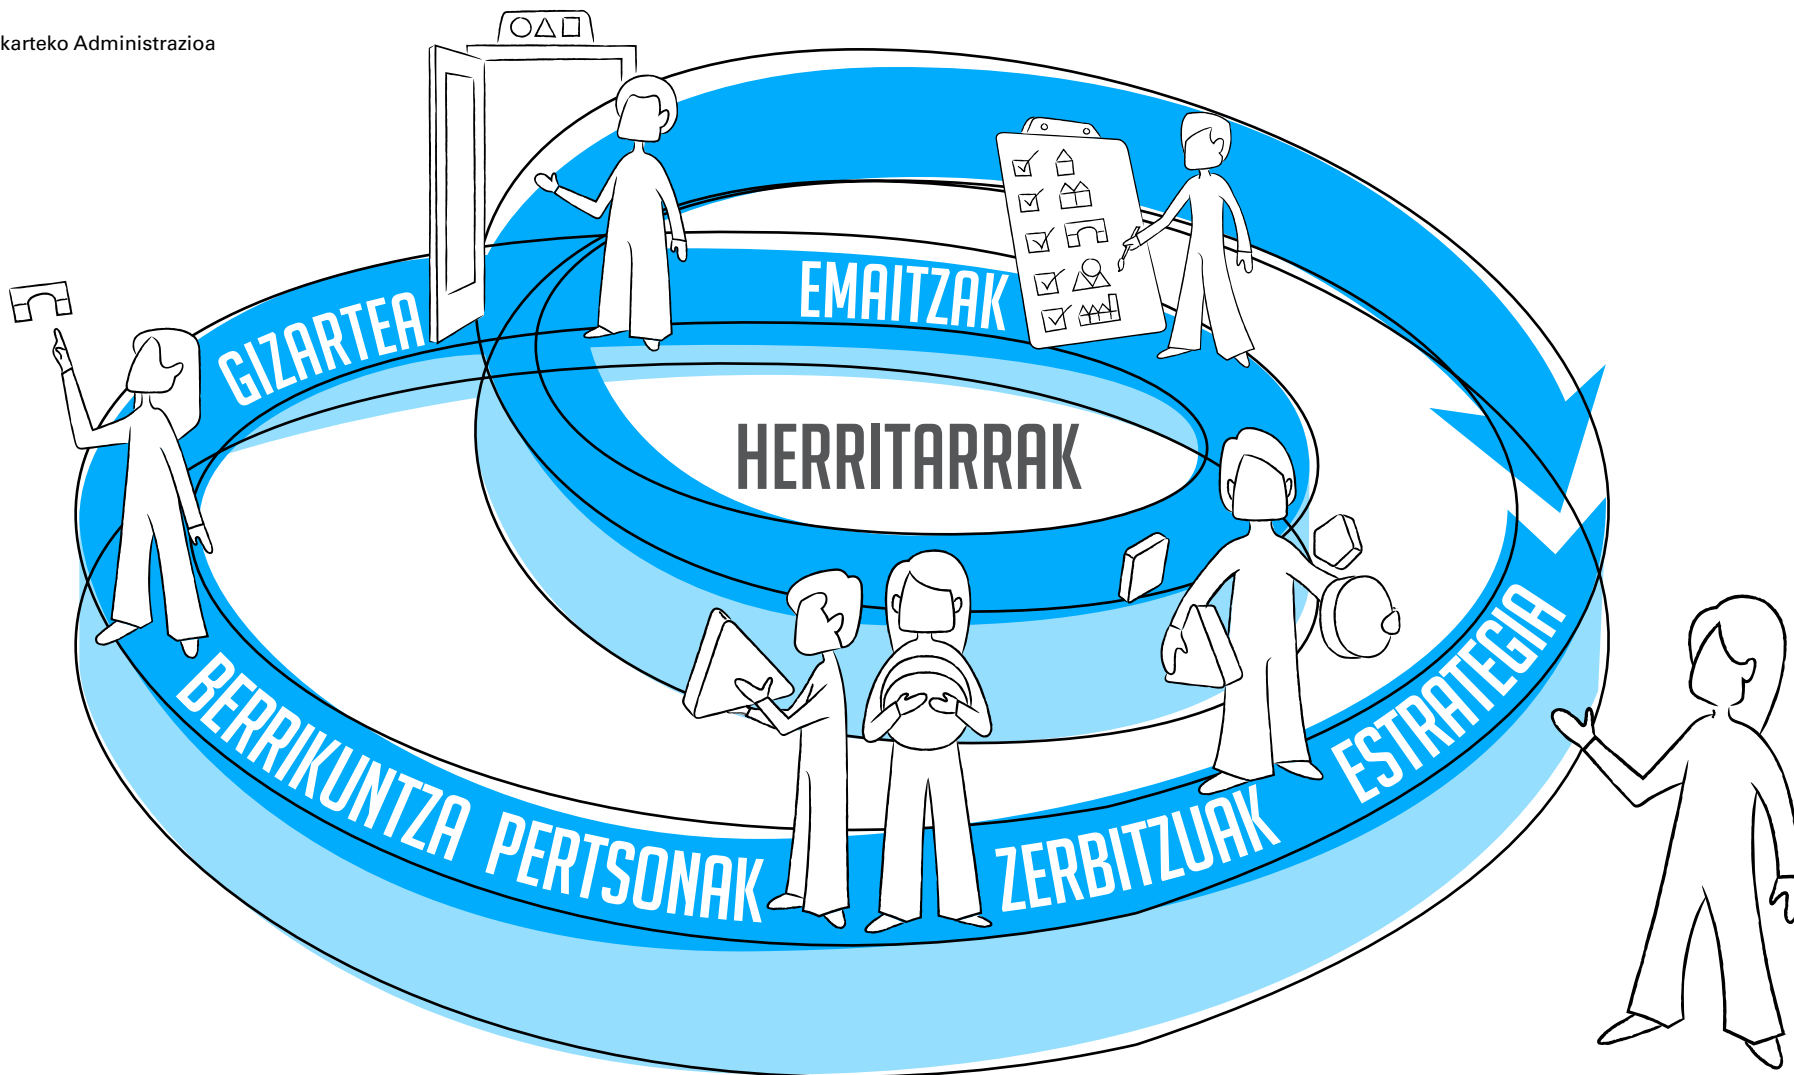 karteko Administrazioa
EMAITZAK
GIZARTEA
HERRITARRAK
ESTRATEGIA
BERRIKUNTZA
PERTSONAK
ZERBITZUAK